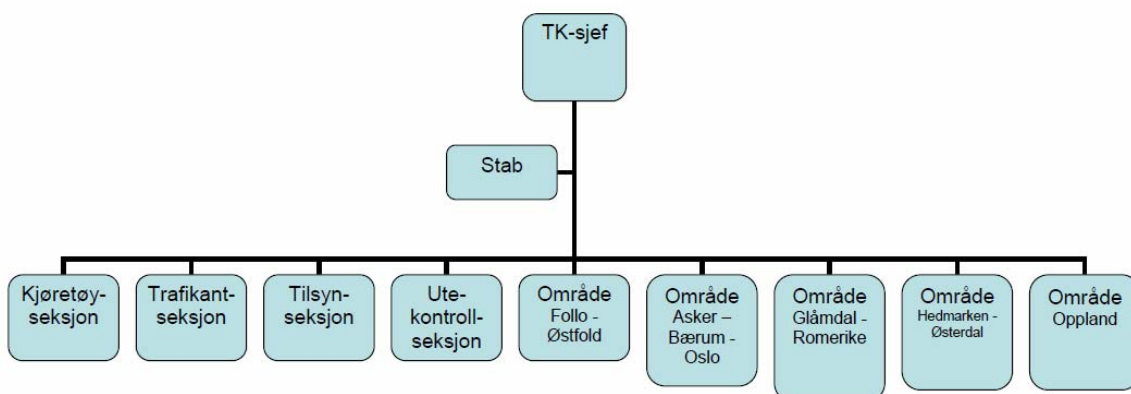 TK-sjef
Stab
Kjøretøy-
seksjon
Trafikant-
seksjon
Tilsyn-
seksjon
Ute-
kontroll-
seksjon
Område
Follo -
Østfold
Område
Asker –
Bærum -
Oslo
Område
Glåmdal -
Romerike
Område
Hedmarken -
Østerdal
Område
Oppland